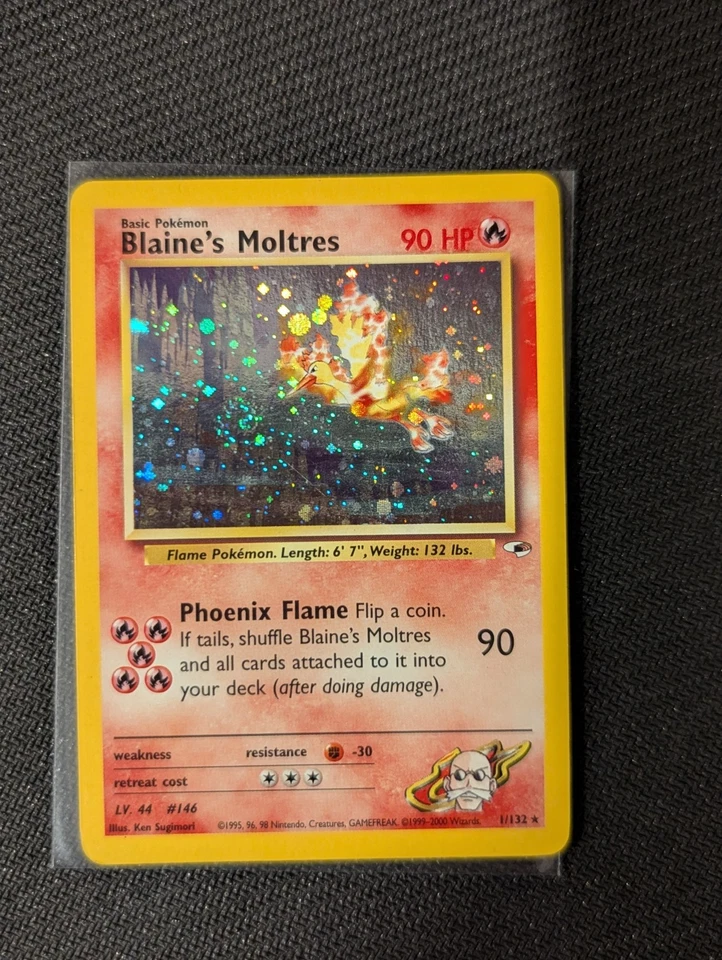 Basic Pokémon
Blaine's Moltres 90 HP
Flame Pokémon. Length: 6' 7", Weight: 132 lbs.
Phoenix Flame Flip a coin.
If tails, shuffle Blaine's Moltres
and all cards attached to it into
your deck (after doing damage).
90
weakness resistance -30
retreat cost
LV. 44 #146
Illus. Ken Sugimori ©1995, 96, 98 Nintendo, Creatures, GAMEFREAK. ©1999-2000 Wizards. 1/132 ★